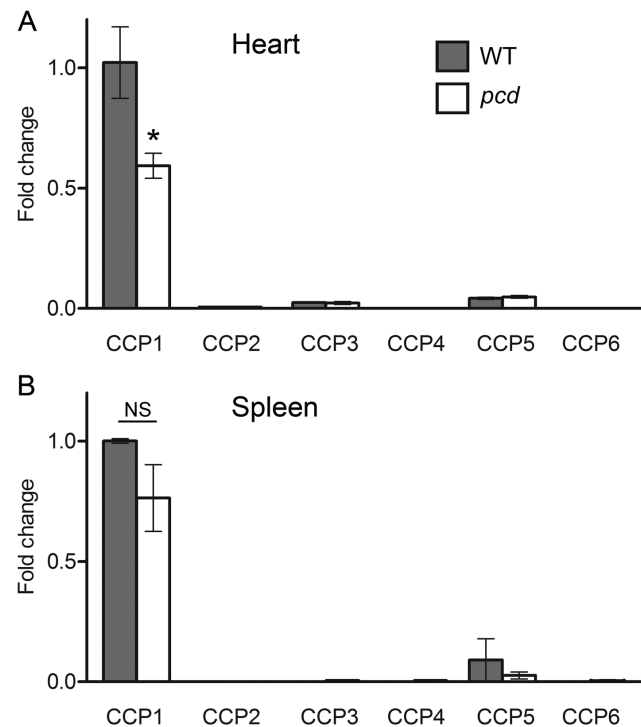 A
Heart
WT
pcd
Fold change
1.0
0.5
0.0
*
CCP1 CCP2 CCP3 CCP4 CCP5 CCP6
B
Spleen
NS
Fold change
1.0
0.5
0.0
CCP1 CCP2 CCP3 CCP4 CCP5 CCP6